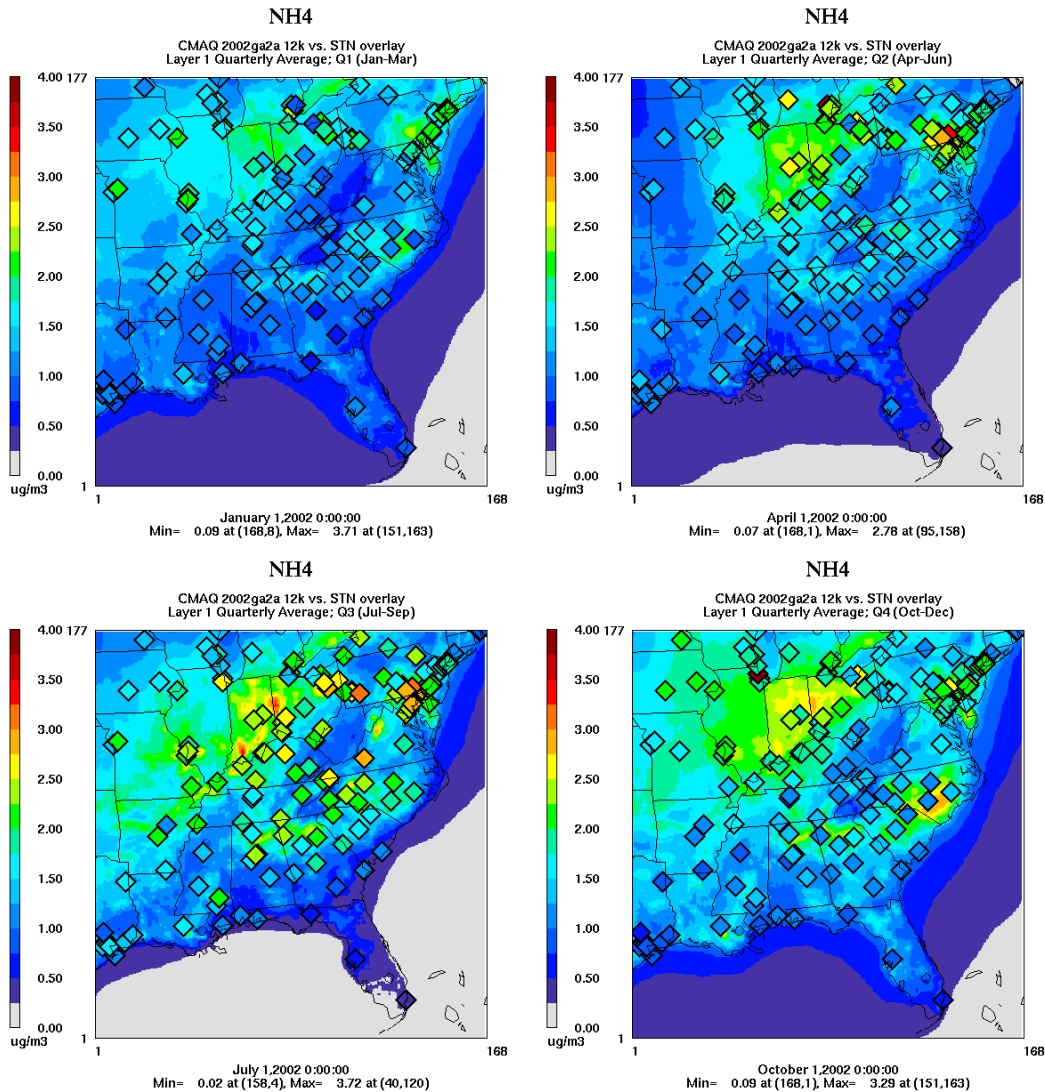 NH4
CMAQ 2002ga2a 12k vs. STN overlay
Layer 1 Quarterly Average; Q1 (Jan-Mar)
4.00
3.50
3.00
2.50
2.00
1.50
1.00
0.50
0.00
ug/m3
177
1
1
168
January 1,2002 0:00:00
Min= 0.09 at (168,8), Max= 3.71 at (151,163)
NH4
CMAQ 2002ga2a 12k vs. STN overlay
Layer 1 Quarterly Average; Q2 (Apr-Jun)
4.00
3.50
3.00
2.50
2.00
1.50
1.00
0.50
0.00
ug/m3
177
1
1
168
April 1,2002 0:00:00
Min= 0.07 at (168,1), Max= 2.78 at (95,158)
NH4
CMAQ 2002ga2a 12k vs. STN overlay
Layer 1 Quarterly Average; Q3 (Jul-Sep)
4.00
3.50
3.00
2.50
2.00
1.50
1.00
0.50
0.00
ug/m3
177
1
1
168
July 1,2002 0:00:00
Min= 0.02 at (158,4), Max= 3.72 at (40,120)
NH4
CMAQ 2002ga2a 12k vs. STN overlay
Layer 1 Quarterly Average; Q4 (Oct-Dec)
4.00
3.50
3.00
2.50
2.00
1.50
1.00
0.50
0.00
ug/m3
177
1
1
168
October 1,2002 0:00:00
Min= 0.09 at (168,1), Max= 3.29 at (151,163)